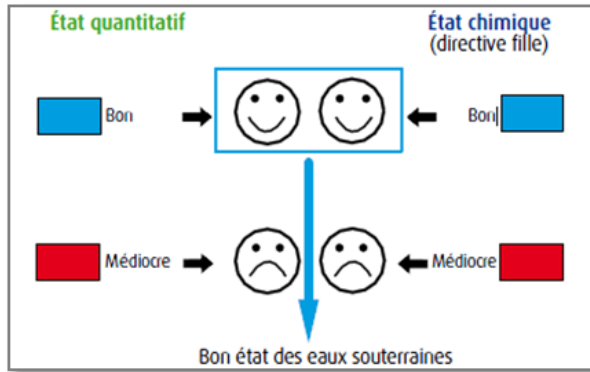 État quantitatif
État chimique
(directive fille)
Bon
Bon
Médiocre
Médiocre
Bon état des eaux souterraines